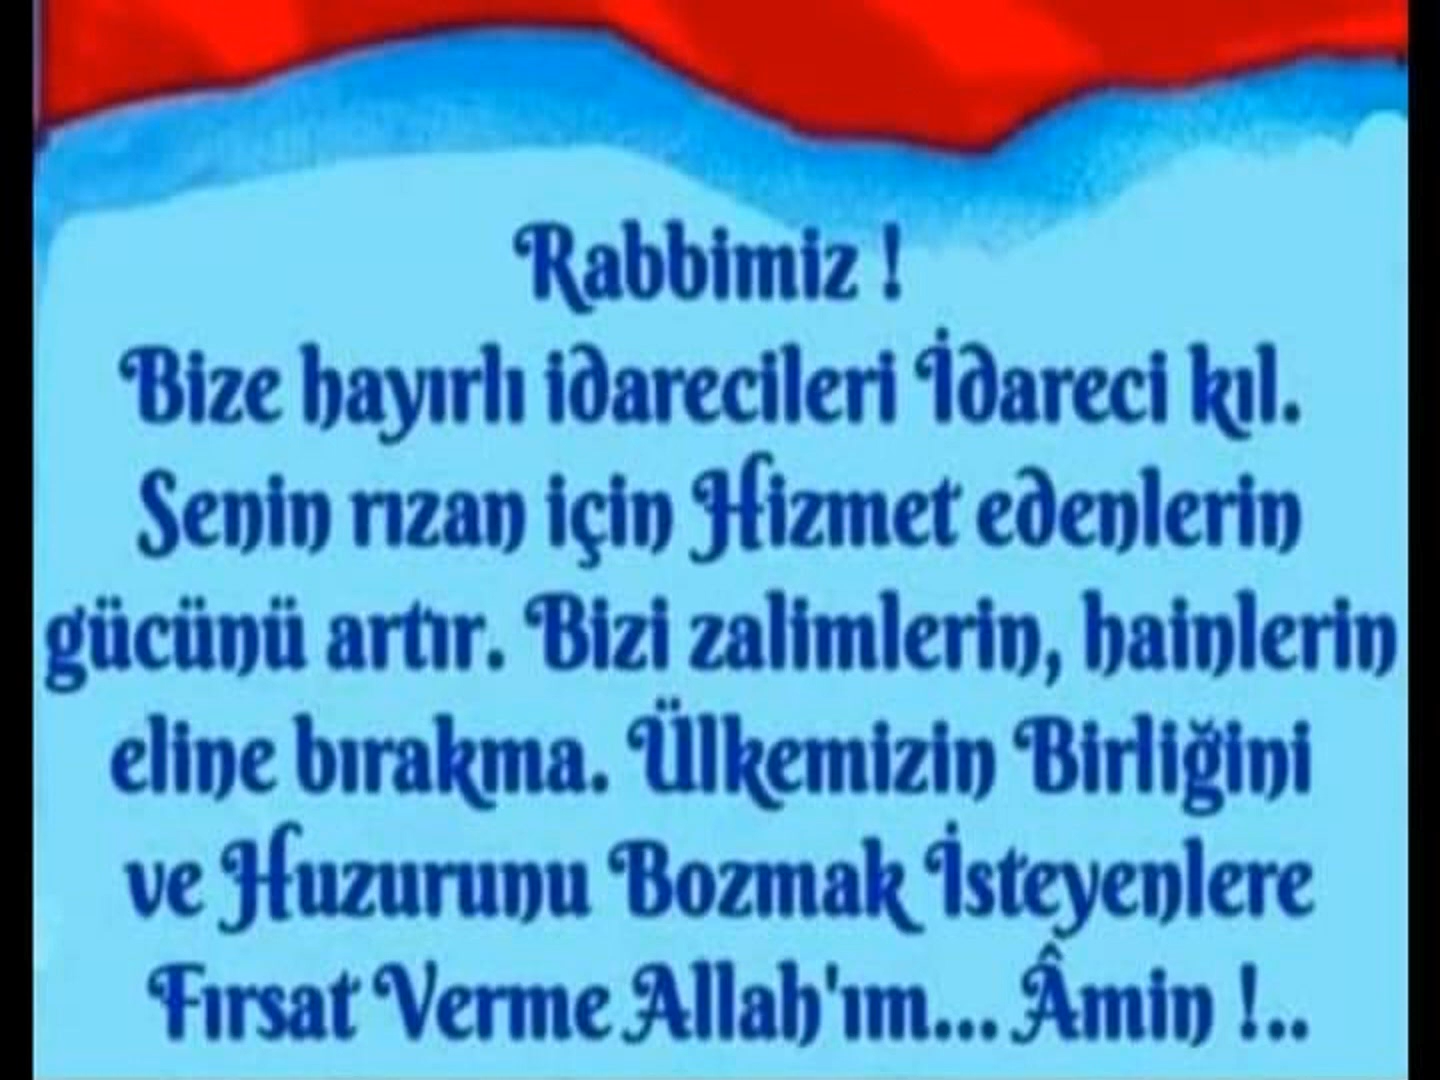 Rabbimiz !
Bize hayırlı idarecileri İdareci kıl.
Senin rızan için Hizmet edenlerin
gücünü artır. Bizi zalimlerin, hainlerin
eline bırakma. Ülkemizin Birliğini
ve Huzurunu Bozmak İsteyenlere
Fırsat Verme Allah'ım... Âmin !..